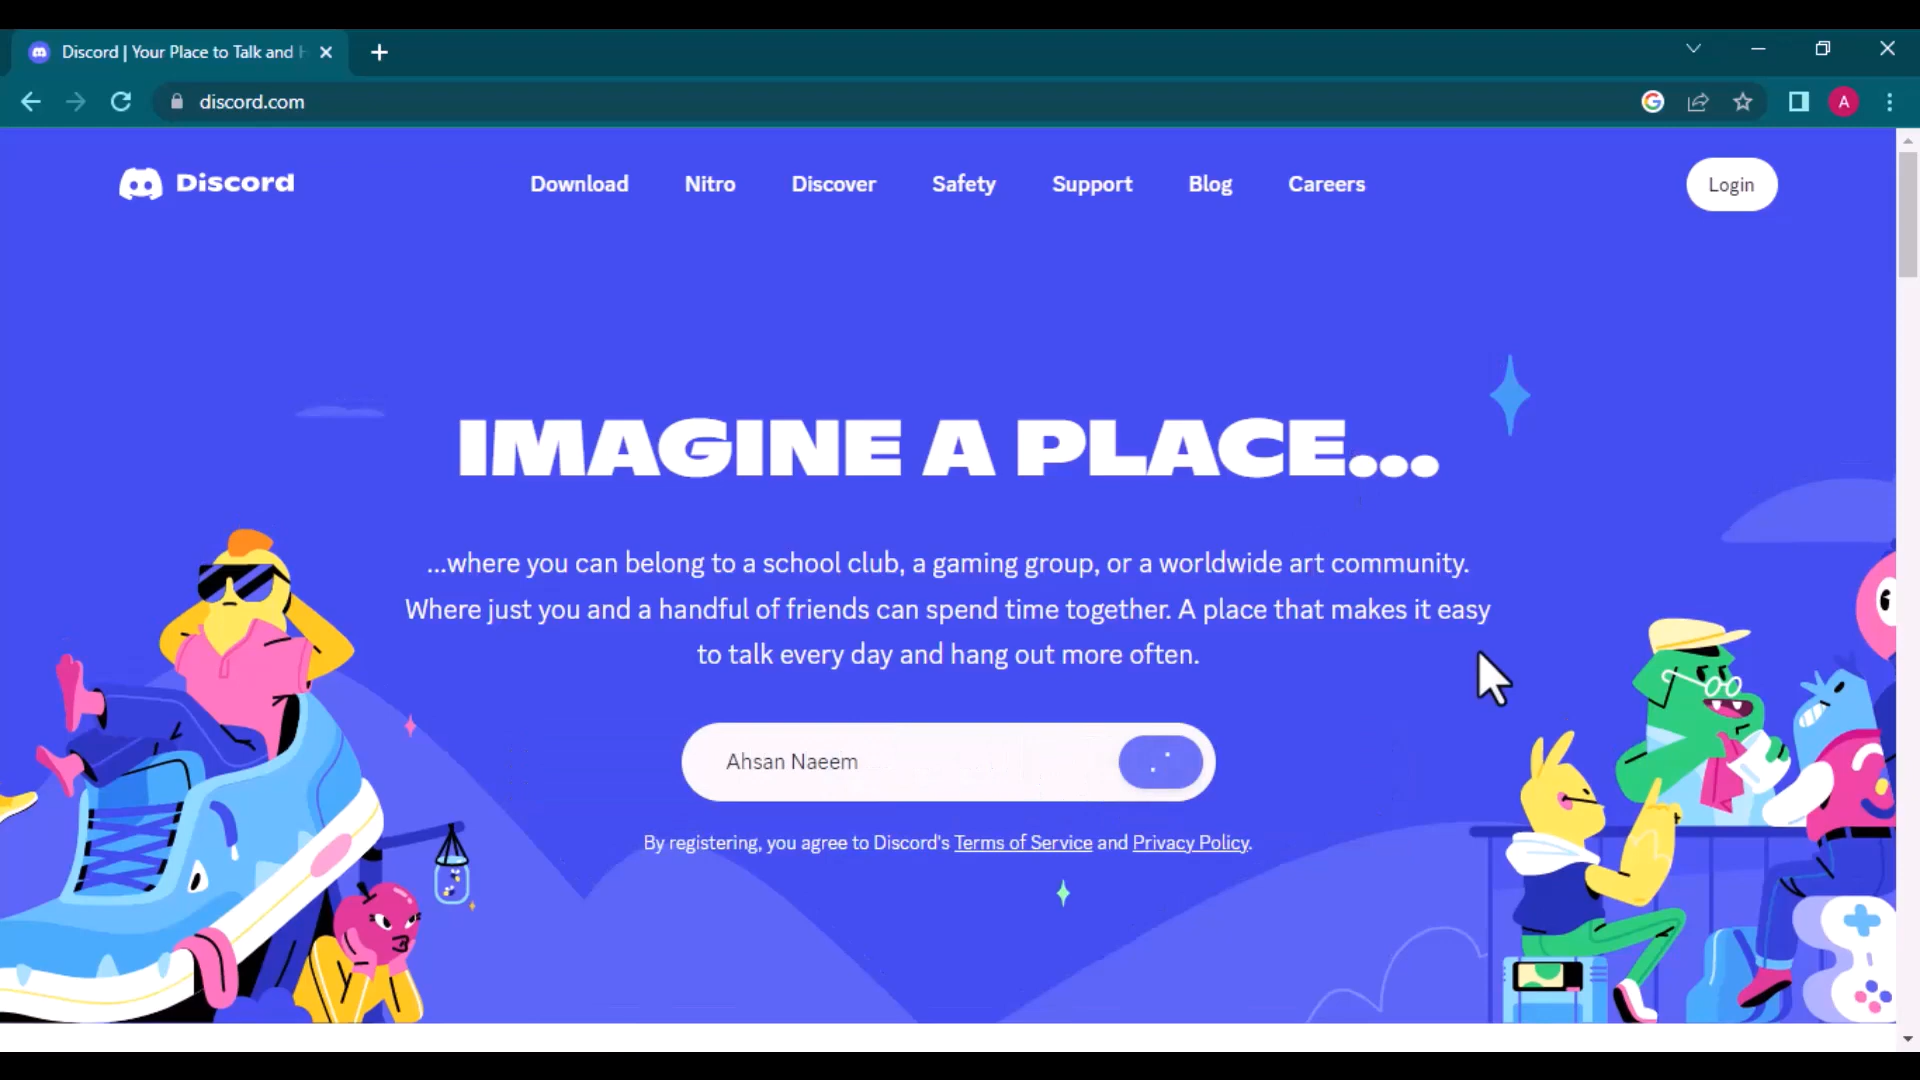 Discord | Your Place to Talk and H
discord.com
A
Discord
Download
Nitro
Discover
Safety
Support
Blog
Careers
Login
IMAGINE A PLACE...
...where you can belong to a school club, a gaming group, or a worldwide art community.
Where just you and a handful of friends can spend time together. A place that makes it easy
to talk every day and hang out more often.
Ahsan Naeem
By registering, you agree to Discord's Terms of Service and Privacy Policy.